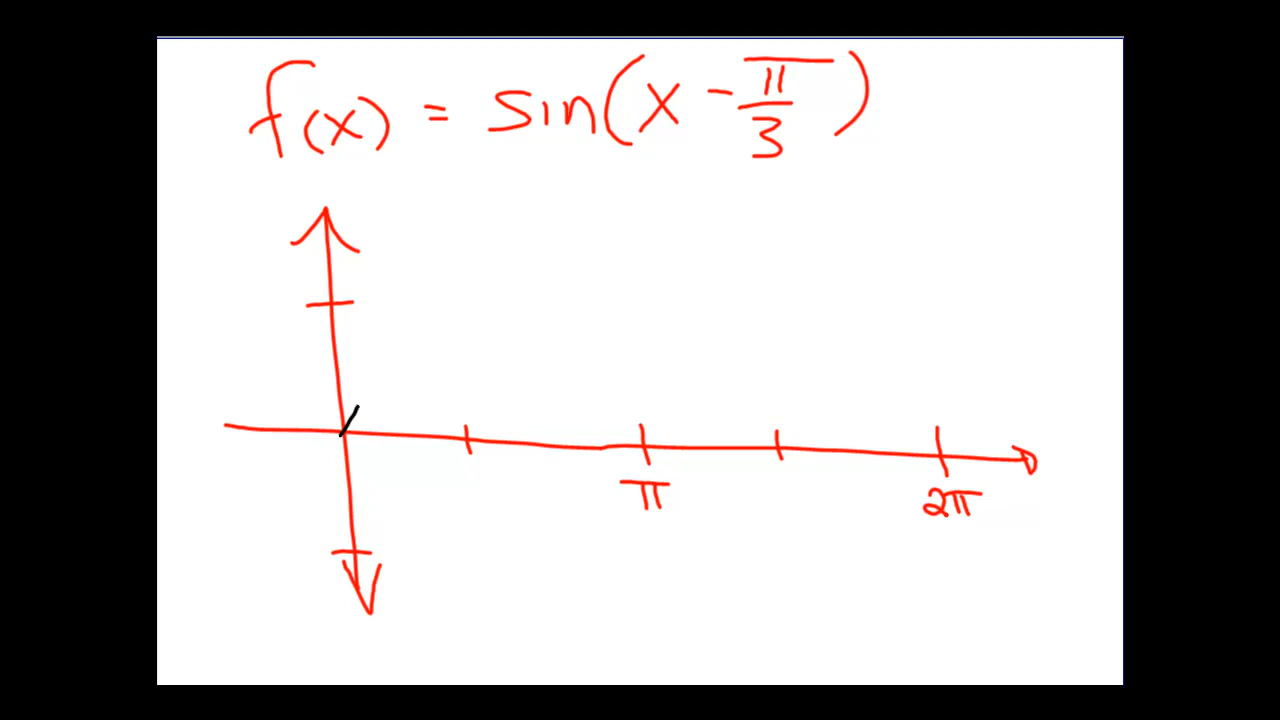 f(x) = sin(x - π/3)
π
2π